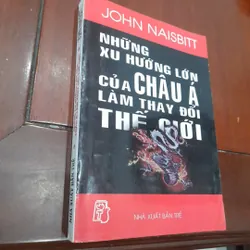 JOHN NAISBITT
NHỮNG
XU HƯỚNG LỚN
CỦA CHÂU Á
LÀM THAY ĐỔI
THẾ GIỚI
NHÀ XUẤT BẢN TRẺ